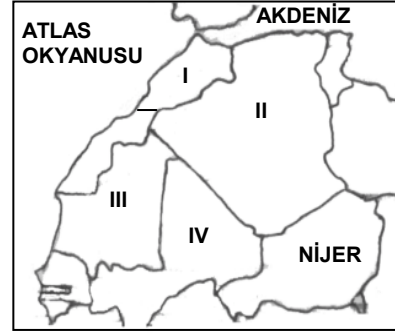 AKDENİZ
ATLAS
OKYANUSU
I
II
III
IV
NİJER